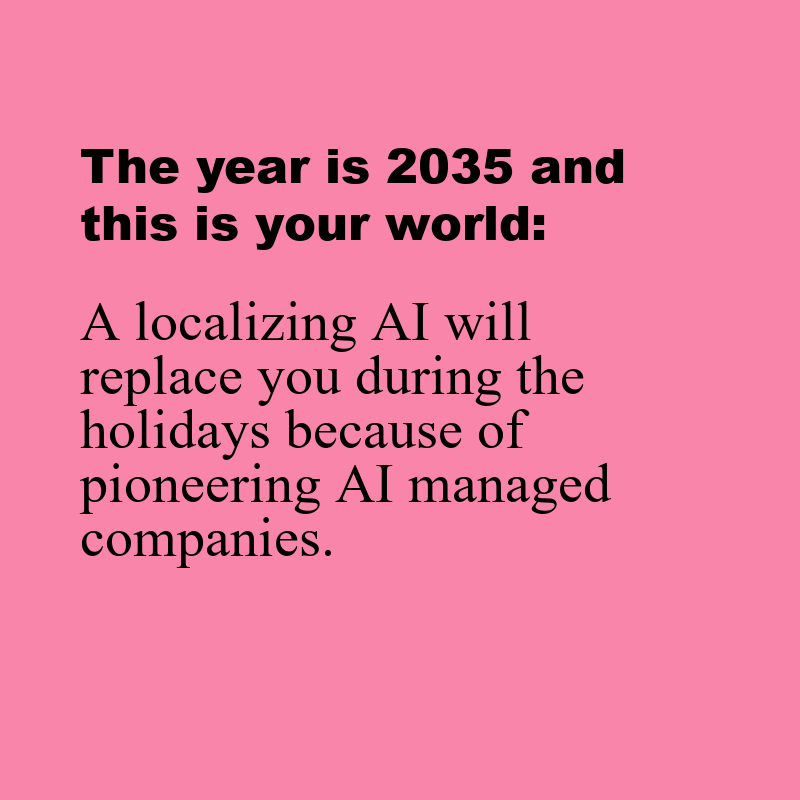 The year is 2035 and
this is your world:
A localizing AI will
replace you during the
holidays because of
pioneering AI managed
companies.